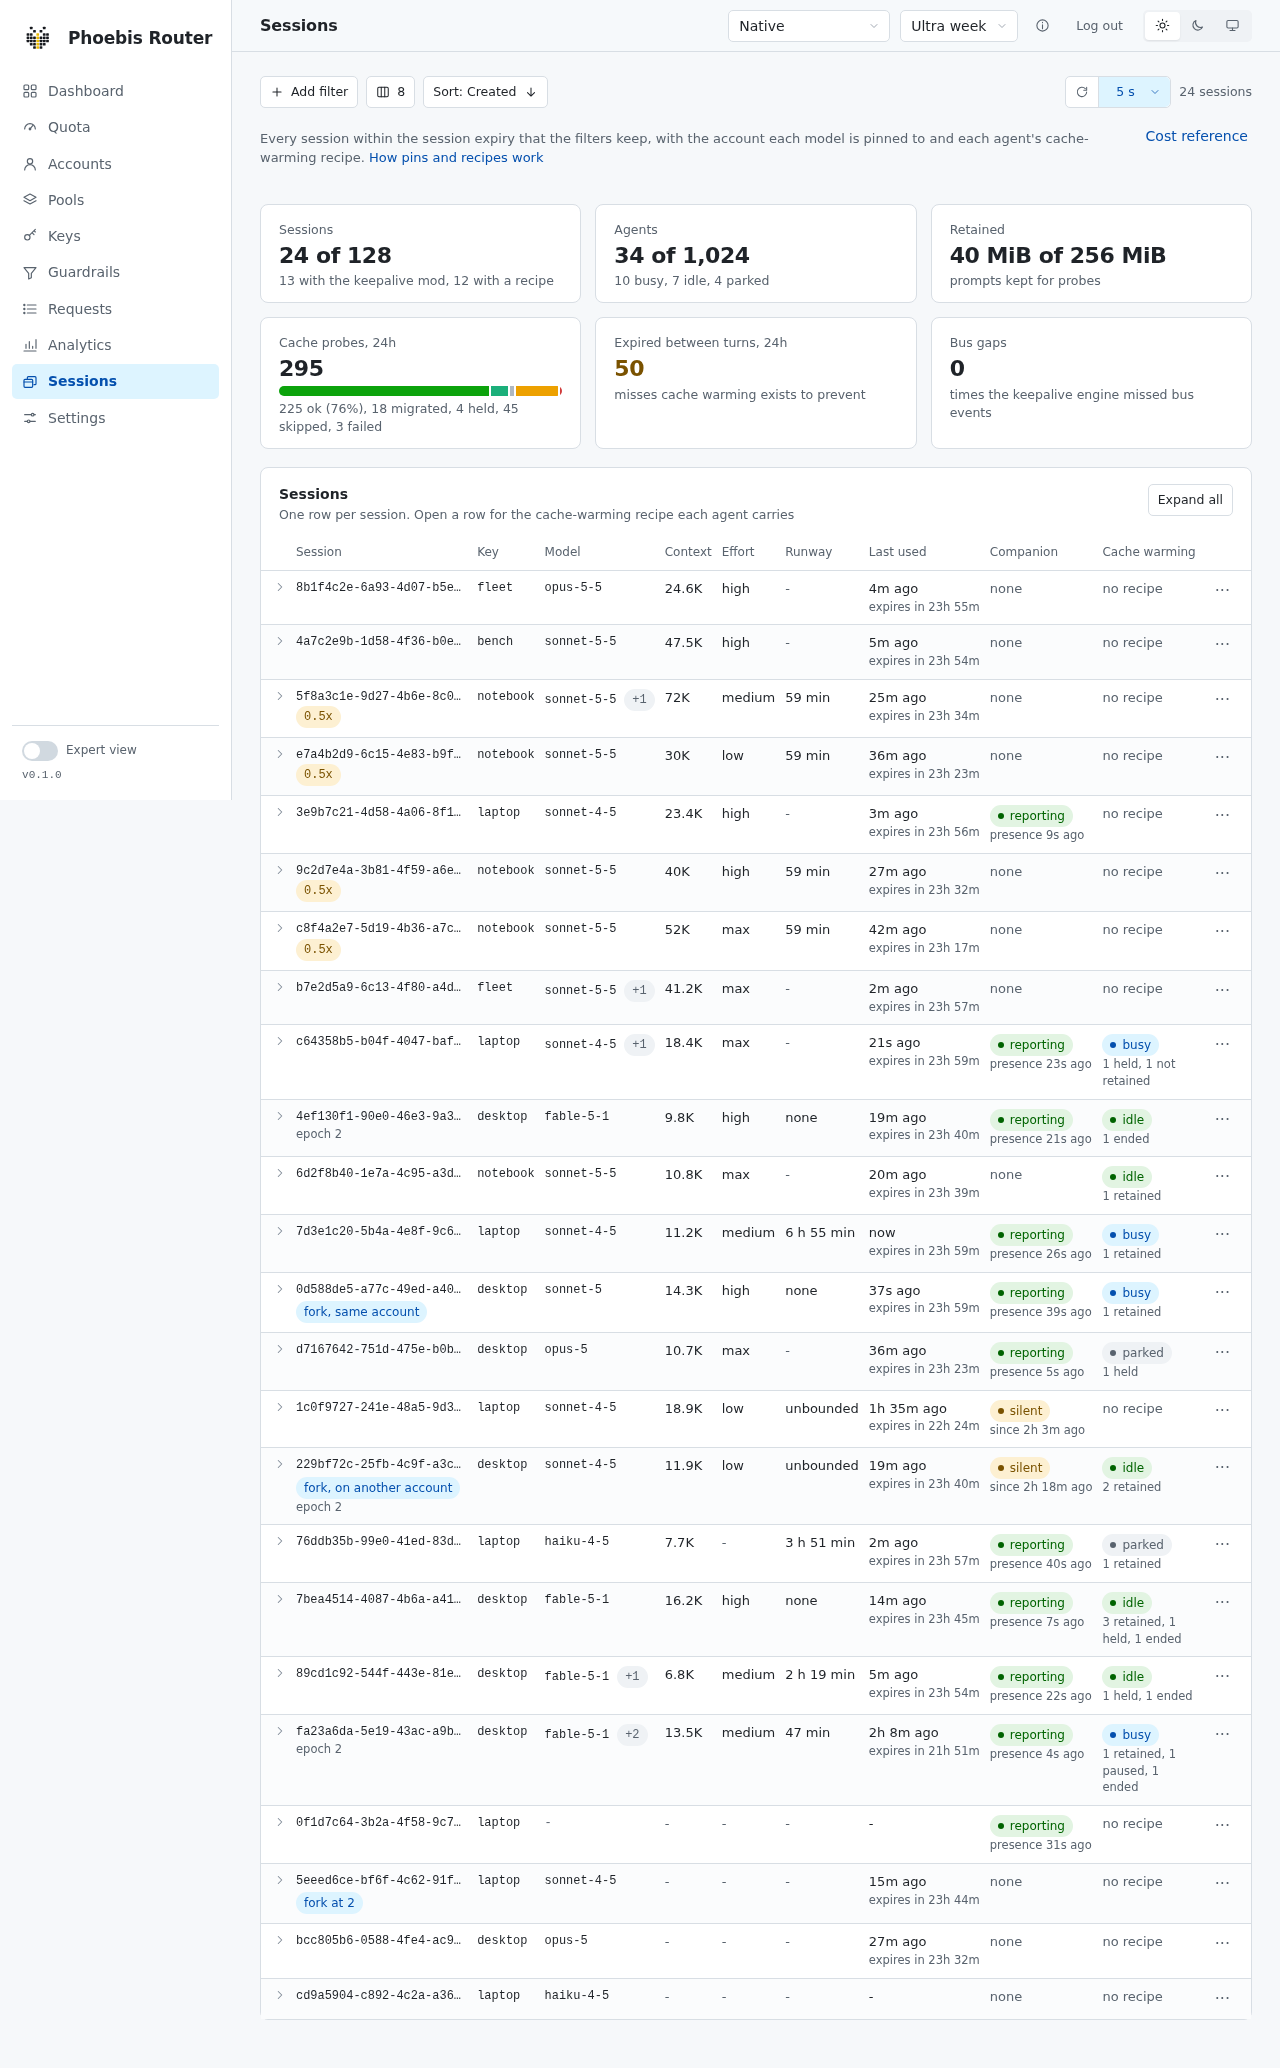 Phoebis Router
Dashboard
Quota
Accounts
Pools
Keys
Guardrails
Requests
Analytics
Sessions
Settings
Expert view
v0.1.0
Sessions
Native
Ultra week
Log out
Add filter
8
Sort: Created ↓
5 s
24 sessions
Every session within the session expiry that the filters keep, with the account each model is pinned to and each agent's cache-
warming recipe. How pins and recipes work
Cost reference
Sessions
24 of 128
13 with the keepalive mod, 12 with a recipe
Agents
34 of 1,024
10 busy, 7 idle, 4 parked
Retained
40 MiB of 256 MiB
prompts kept for probes
Cache probes, 24h
295
225 ok (76%), 18 migrated, 4 held, 45
skipped, 3 failed
Expired between turns, 24h
50
misses cache warming exists to prevent
Bus gaps
0
times the keepalive engine missed bus
events
Sessions
One row per session. Open a row for the cache-warming recipe each agent carries
Expand all
Session Key Model Context Effort Runway Last used Companion Cache warming
8b1f4c2e-6a93-4d07-b5e… fleet opus-5-5 24.6K high - 4m ago none no recipe ···
expires in 23h 55m
4a7c2e9b-1d58-4f36-b0e… bench sonnet-5-5 47.5K high - 5m ago none no recipe ···
expires in 23h 54m
5f8a3c1e-9d27-4b6e-8c0… notebook sonnet-5-5 +1 72K medium 59 min 25m ago none no recipe ···
0.5x expires in 23h 34m
e7a4b2d9-6c15-4e83-b9f… notebook sonnet-5-5 30K low 59 min 36m ago none no recipe ···
0.5x expires in 23h 23m
3e9b7c21-4d58-4a06-8f1… laptop sonnet-4-5 23.4K high - 3m ago reporting no recipe ···
expires in 23h 56m presence 9s ago
9c2d7e4a-3b81-4f59-a6e… notebook sonnet-5-5 40K high 59 min 27m ago none no recipe ···
0.5x expires in 23h 32m
c8f4a2e7-5d19-4b36-a7c… notebook sonnet-5-5 52K max 59 min 42m ago none no recipe ···
0.5x expires in 23h 17m
b7e2d5a9-6c13-4f80-a4d… fleet sonnet-5-5 +1 41.2K max - 2m ago none no recipe ···
expires in 23h 57m
c64358b5-b04f-4047-baf… laptop sonnet-4-5 +1 18.4K max - 21s ago reporting busy ···
expires in 23h 59m presence 23s ago 1 held, 1 not
retained
4ef130f1-90e0-46e3-9a3… desktop fable-5-1 9.8K high none 19m ago reporting idle ···
epoch 2 expires in 23h 40m presence 21s ago 1 ended
6d2f8b40-1e7a-4c95-a3d… notebook sonnet-5-5 10.8K max - 20m ago none idle ···
expires in 23h 39m 1 retained
7d3e1c20-5b4a-4e8f-9c6… laptop sonnet-4-5 11.2K medium 6 h 55 min now reporting busy ···
expires in 23h 59m presence 26s ago 1 retained
0d588de5-a77c-49ed-a40… desktop sonnet-5 14.3K high none 37s ago reporting busy ···
fork, same account expires in 23h 59m presence 39s ago 1 retained
d7167642-751d-475e-b0b… desktop opus-5 10.7K max - 36m ago reporting parked ···
expires in 23h 23m presence 5s ago 1 held
1c0f9727-241e-48a5-9d3… laptop sonnet-4-5 18.9K low unbounded 1h 35m ago silent no recipe ···
expires in 22h 24m since 2h 3m ago
229bf72c-25fb-4c9f-a3c… desktop sonnet-4-5 11.9K low unbounded 19m ago silent idle ···
fork, on another account expires in 23h 40m since 2h 18m ago 2 retained
epoch 2
76ddb35b-99e0-41ed-83d… laptop haiku-4-5 7.7K - 3 h 51 min 2m ago reporting parked ···
expires in 23h 57m presence 40s ago 1 retained
7bea4514-4087-4b6a-a41… desktop fable-5-1 16.2K high none 14m ago reporting idle ···
expires in 23h 45m presence 7s ago 3 retained, 1
held, 1 ended
89cd1c92-544f-443e-81e… desktop fable-5-1 +1 6.8K medium 2 h 19 min 5m ago reporting idle ···
expires in 23h 54m presence 22s ago 1 held, 1 ended
fa23a6da-5e19-43ac-a9b… desktop fable-5-1 +2 13.5K medium 47 min 2h 8m ago reporting busy ···
epoch 2 expires in 21h 51m presence 4s ago 1 retained, 1
paused, 1
ended
0f1d7c64-3b2a-4f58-9c7… laptop - - - - - reporting no recipe ···
presence 31s ago
5eeed6ce-bf6f-4c62-91f… laptop sonnet-4-5 - - - 15m ago none no recipe ···
fork at 2 expires in 23h 44m
bcc805b6-0588-4fe4-ac9… desktop opus-5 - - - 27m ago none no recipe ···
expires in 23h 32m
cd9a5904-c892-4c2a-a36… laptop haiku-4-5 - - - - none no recipe ···